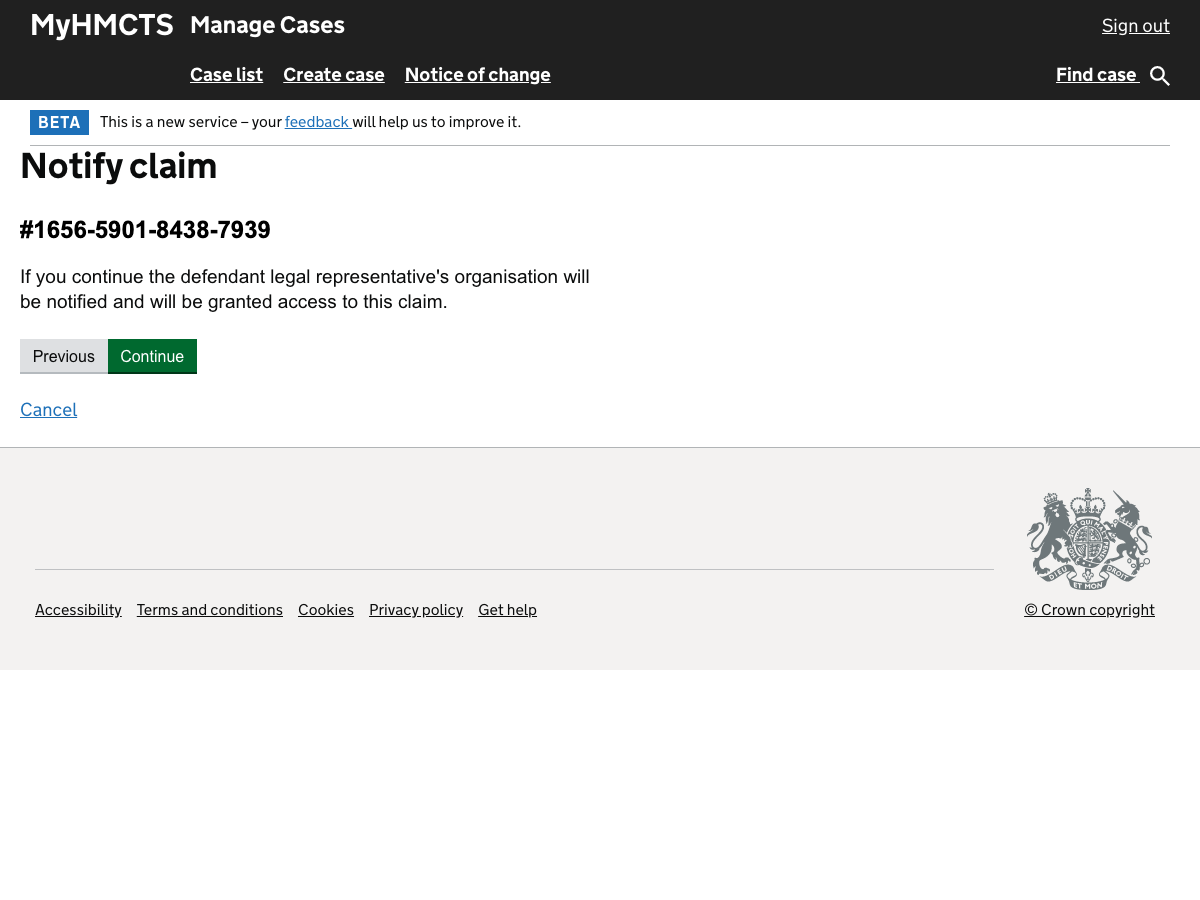 MyHMCTS Manage Cases Sign out
Case list Create case Notice of change Find case
BETA This is a new service – your feedback will help us to improve it.
Notify claim
#1656-5901-8438-7939
If you continue the defendant legal representative's organisation will
be notified and will be granted access to this claim.
Previous Continue
Cancel
DIEU ET MON DROIT
Accessibility Terms and conditions Cookies Privacy policy Get help © Crown copyright